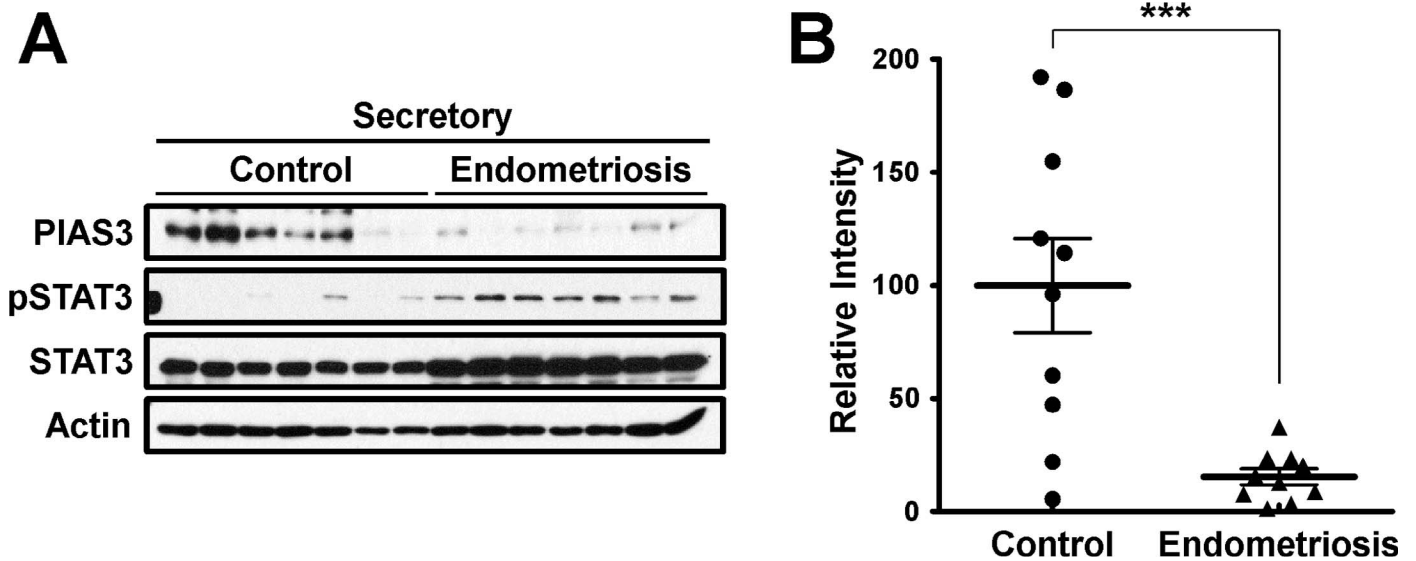 A
Secretory
Control Endometriosis
PIAS3
pSTAT3
STAT3
Actin
B
***
200
150
100
50
0
Relative Intensity
Control Endometriosis